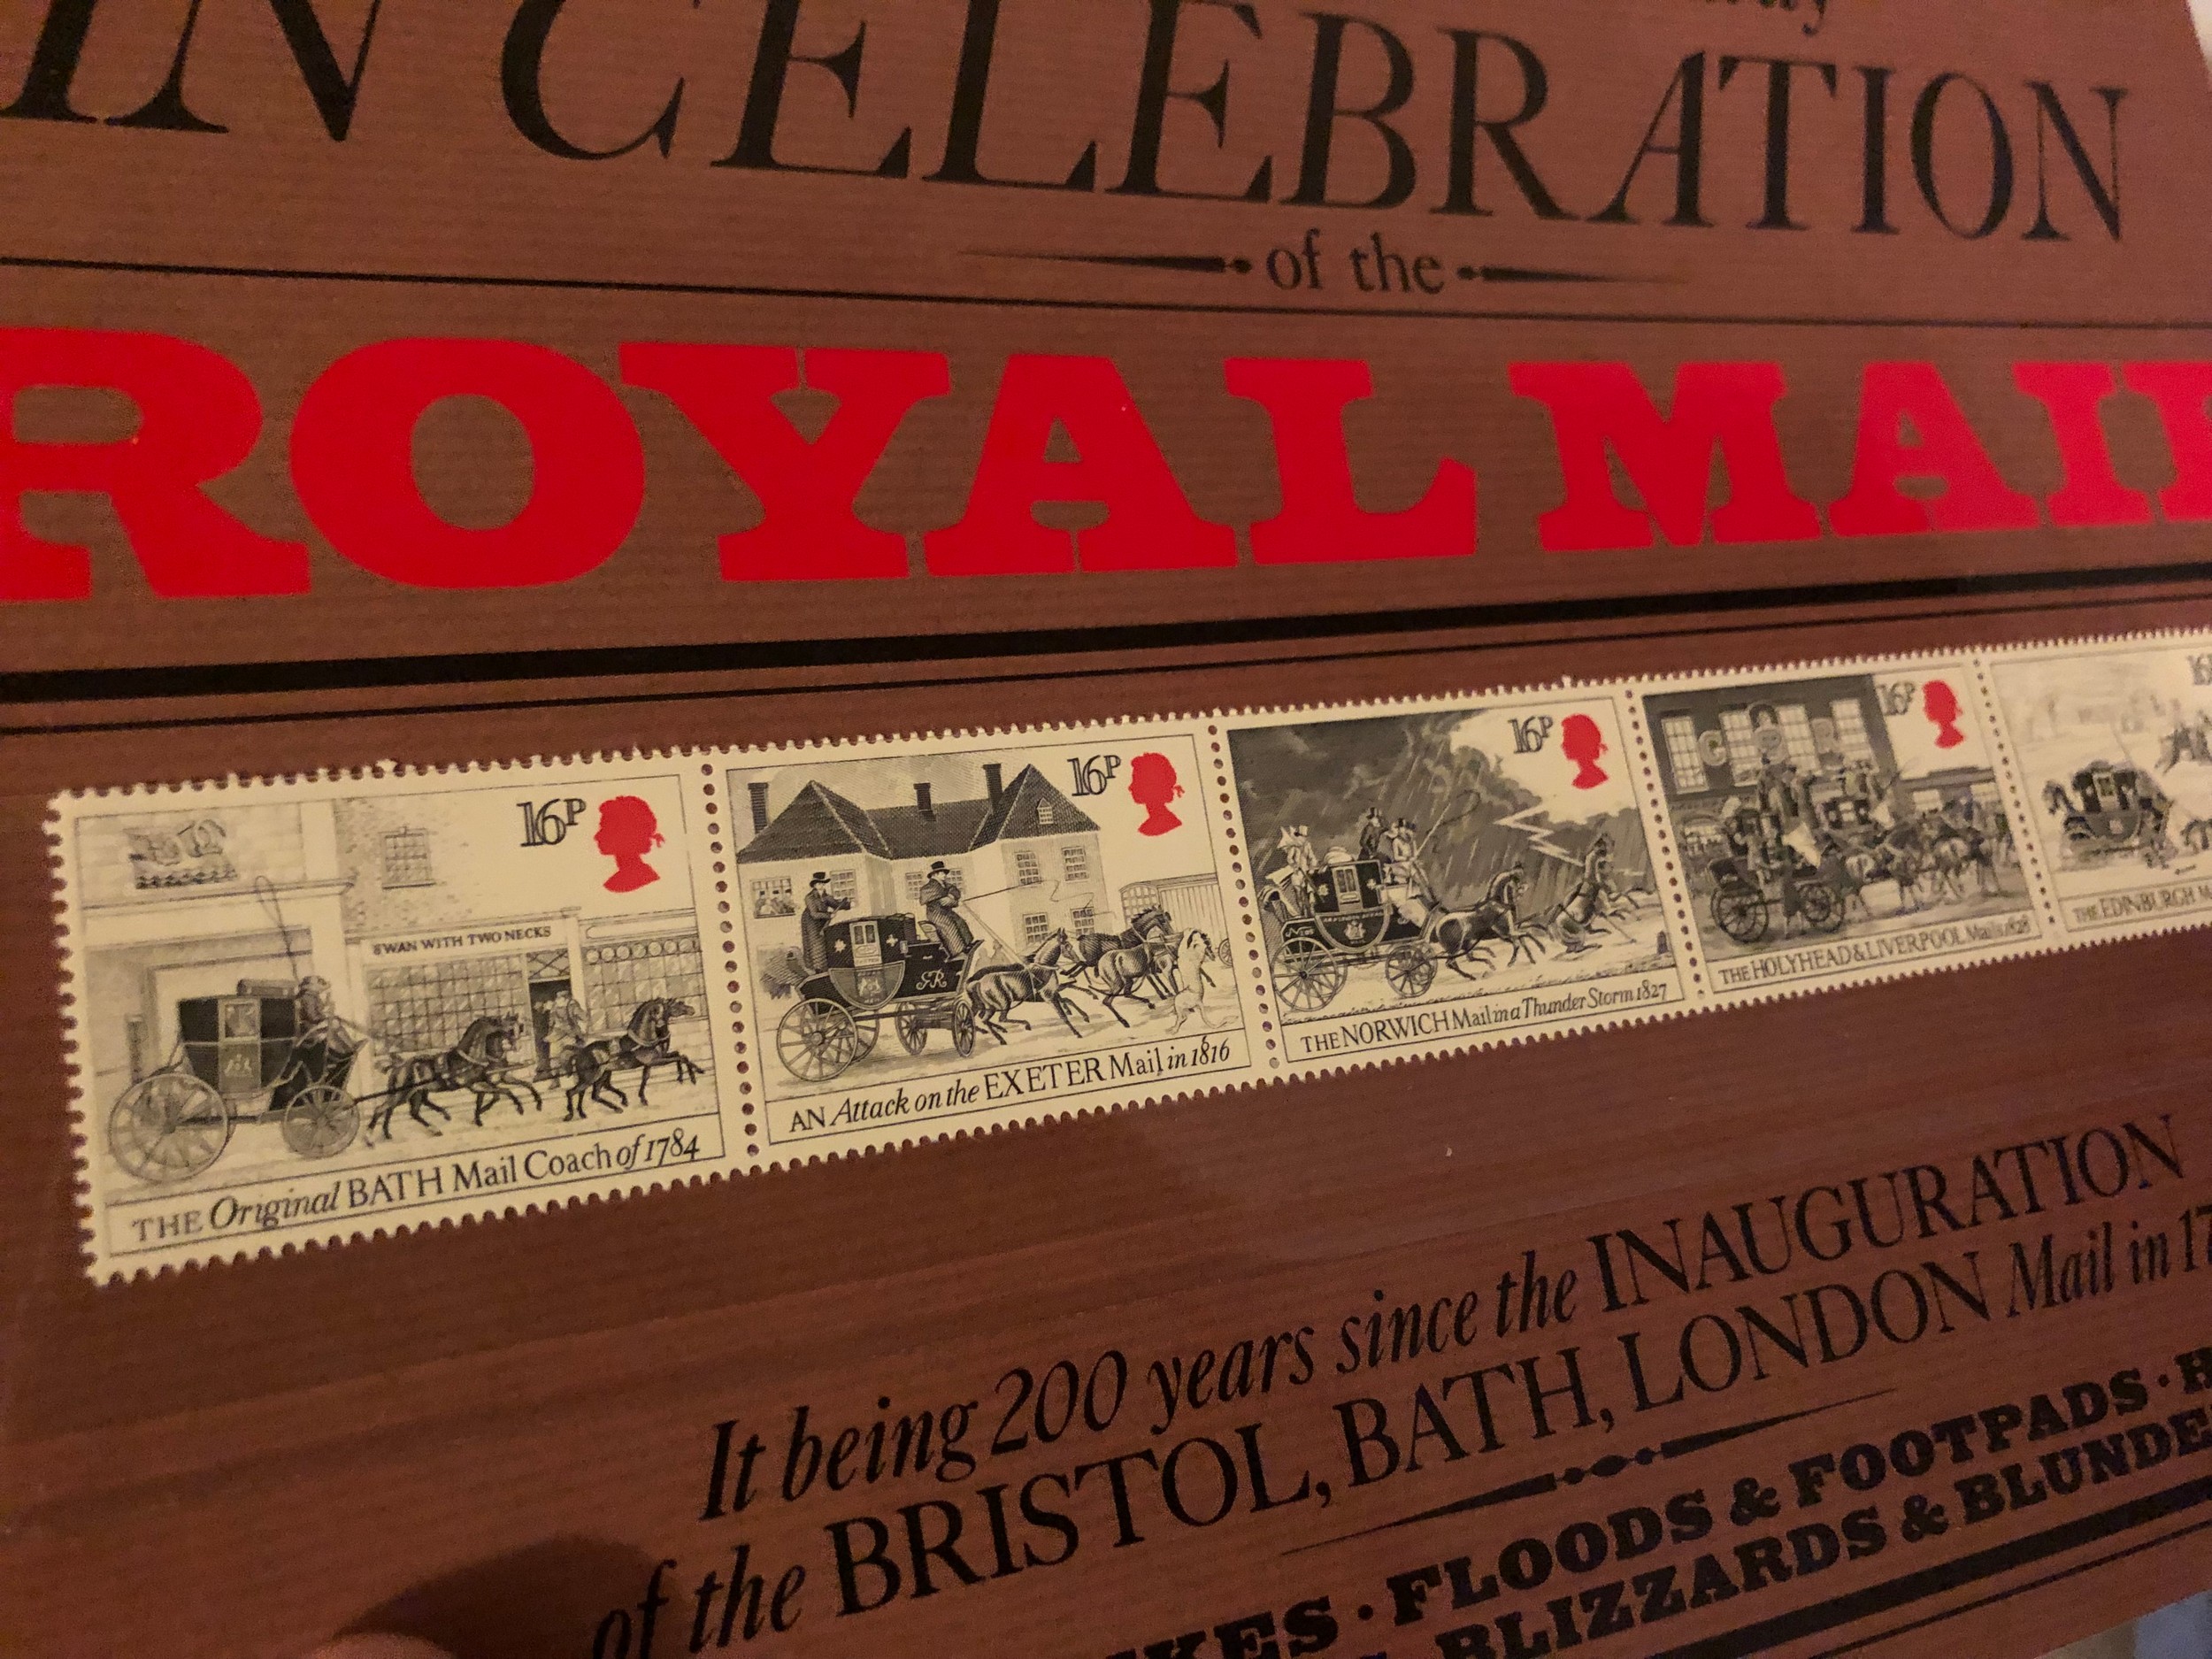 IN CELEBRATION
of the
ROYAL MAIL
16P
SWAN WITH TWO NECKS
THE Original BATH Mail Coach of 1784
16P
AN Attack on the EXETER Mail in 1816
16P
THE NORWICH Mail in a Thunder Storm 1827
16P
THE HOLYHEAD & LIVERPOOL Mails 1828
THE EDINBURGH
It being 200 years since the INAUGURATION
of the BRISTOL, BATH, LONDON Mail in 17
FLOODS & FOOTPADS · H
BLIZZARDS & BLUNDE